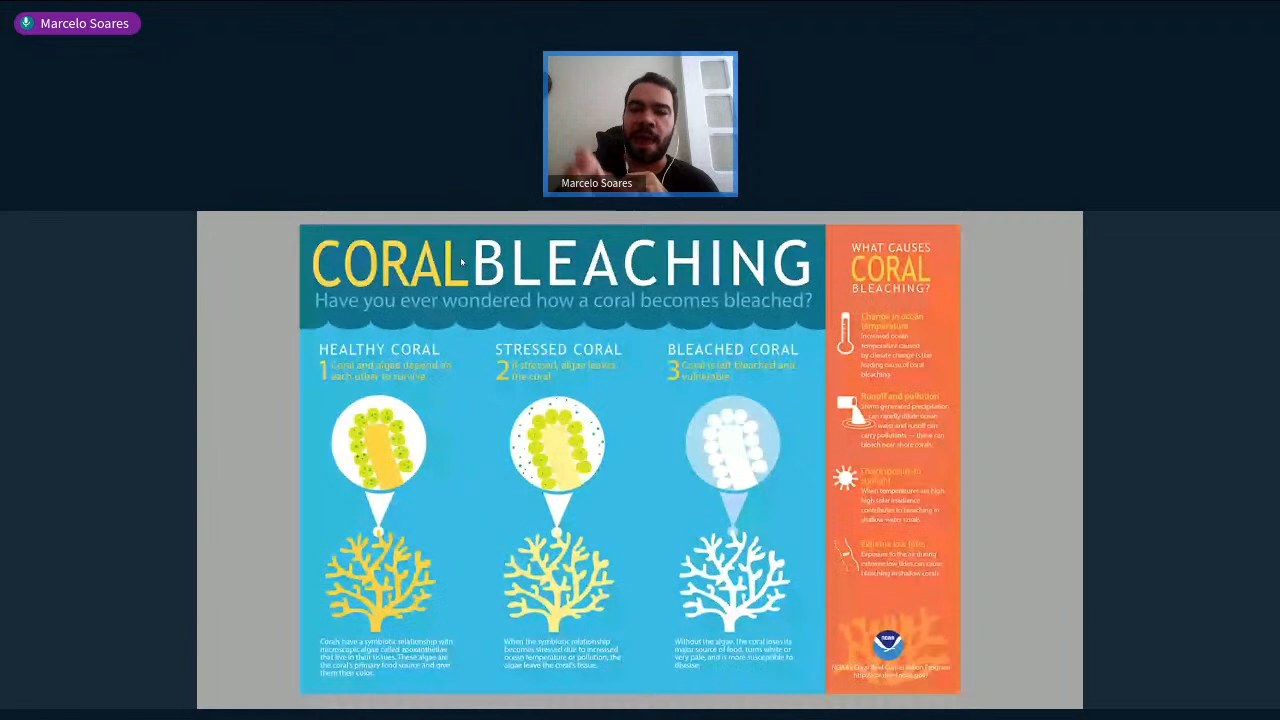 Marcelo Soares
Marcelo Soares
CORALBLEACHING
Have you ever wondered how a coral becomes bleached?
HEALTHY CORAL
1 Coral and algae depend on
each other to survive.
STRESSED CORAL
2 If stressed, algae leaves
the coral.
BLEACHED CORAL
3 Coral is left bleached and
vulnerable.
Corals have a symbiotic relationship with
microscopic algae called zooxanthellae
that live in their tissues. These algae are
the coral's primary food source and give
them their color.
When the symbiotic relationship
becomes stressed due to increased
ocean temperature or pollution, the
algae leave the coral's tissue.
Without the algae, the coral loses its
major source of food, turns white or
very pale, and is more susceptible to
disease.
WHAT CAUSES
CORAL
BLEACHING?
Change in ocean
temperature
Increased ocean
temperature caused
by climate change is the
leading cause of coral
bleaching.
Runoff and pollution
Storm generated precipitation
can rapidly dilute ocean
water and runoff can
carry pollutants — these can
bleach near shore corals.
Overexposure to
sunlight
When temperatures are high,
high solar irradiance
contributes to bleaching in
shallow-water corals.
Extreme low tides
Exposure to the air during
extreme low tides can cause
bleaching in shallow corals.
NOAA
NOAA's Coral Reef Conservation Program